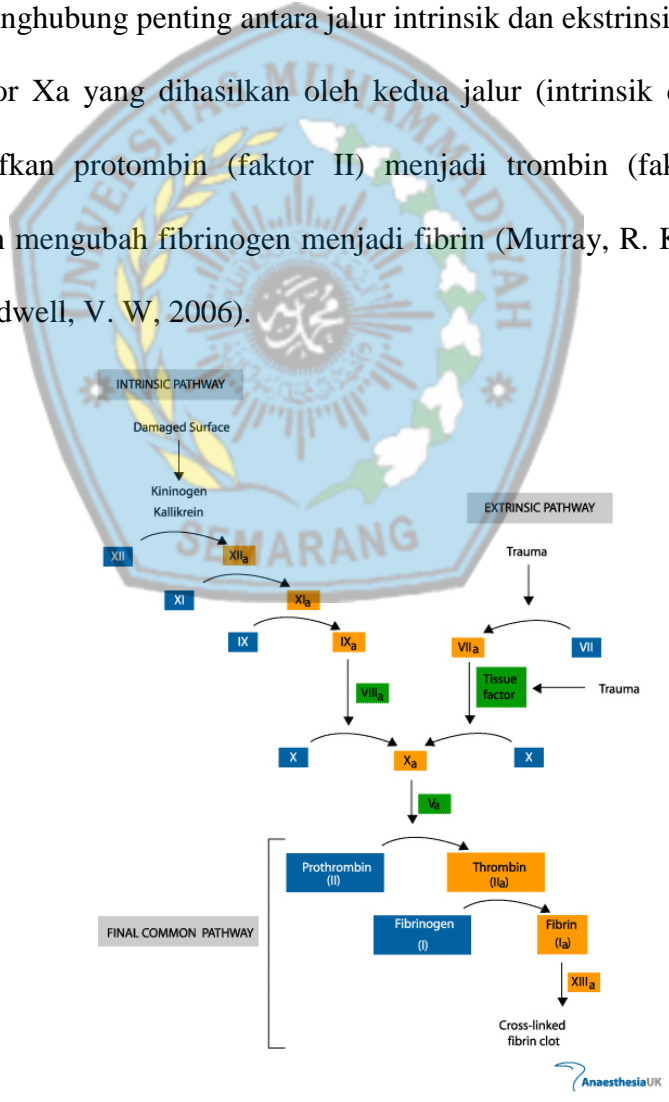 nghubung penting antara jalur intrinsik dan ekstrinsi
or Xa yang dihasilkan oleh kedua jalur (intrinsik
fkan protombin (faktor II) menjadi trombin (fak
mengubah fibrinogen menjadi fibrin (Murray, R. K
dwell, V. W, 2006).
UNIVERSITAS MUHAMMADIYAH
SEMARANG
INTRINSIC PATHWAY
Damaged Surface
Kininogen
Kallikrein
EXTRINSIC PATHWAY
Trauma
XII XIIa
XI XIa
IX IXa VIIa VII
VIIIa Tissue
factor Trauma
X Xa X
Va
Prothrombin
(II)
Thrombin
(IIa)
FINAL COMMON PATHWAY
Fibrinogen
(I)
Fibrin
(Ia)
XIIIa
Cross-linked
fibrin clot
AnaesthesiaUK